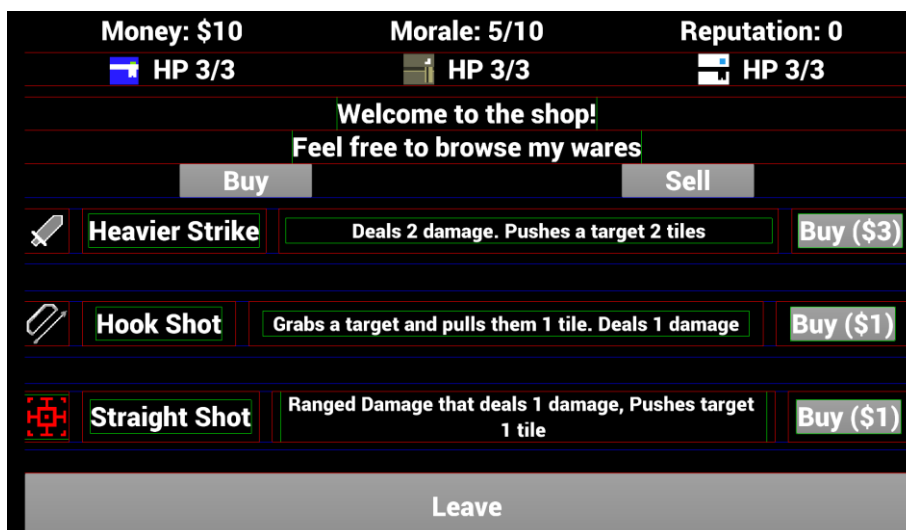 Money: $10 Morale: 5/10 Reputation: 0
HP 3/3 HP 3/3 HP 3/3
Welcome to the shop!
Feel free to browse my wares
Buy Sell
Heavier Strike Deals 2 damage. Pushes a target 2 tiles Buy ($3)
Hook Shot Grabs a target and pulls them 1 tile. Deals 1 damage Buy ($1)
Straight Shot Ranged Damage that deals 1 damage, Pushes target
1 tile Buy ($1)
Leave